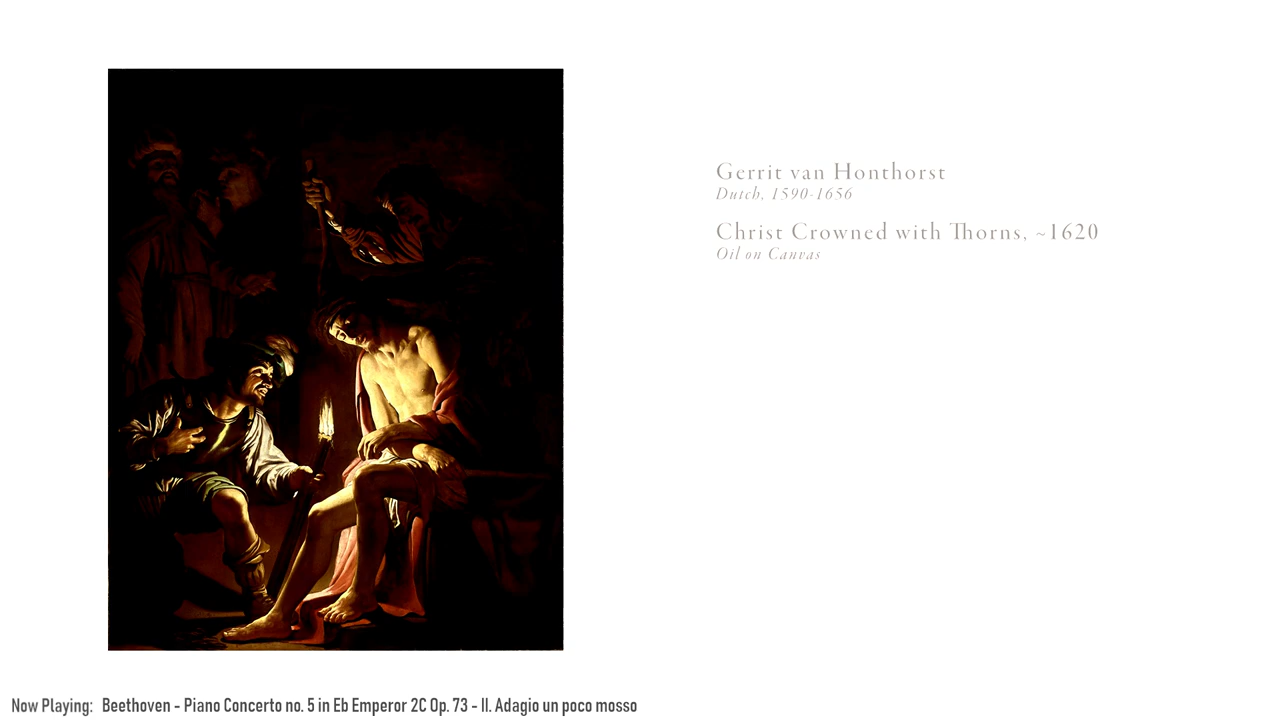 Gerrit van Honthorst
Dutch, 1590-1656
Christ Crowned with Thorns, ~1620
Oil on Canvas
Now Playing: Beethoven - Piano Concerto no. 5 in Eb Emperor 2C Op. 73 - II. Adagio un poco mosso